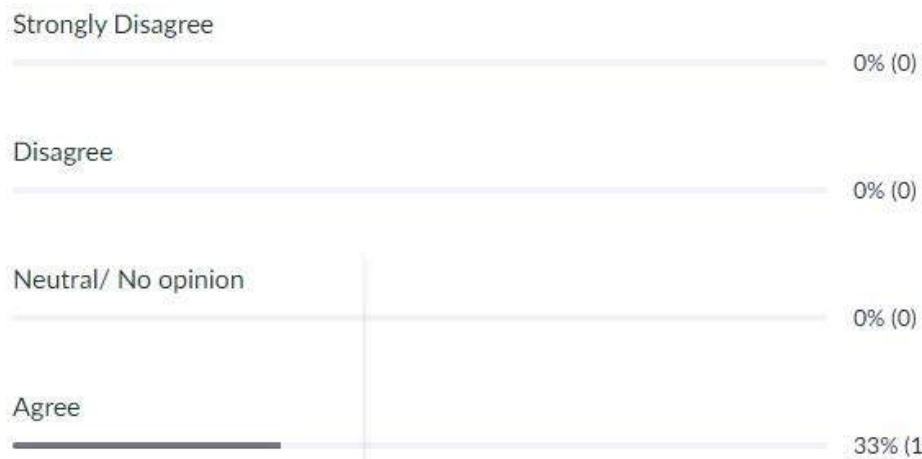 Strongly Disagree
0% (0)
Disagree
0% (0)
Neutral/ No opinion
0% (0)
Agree
33% (1